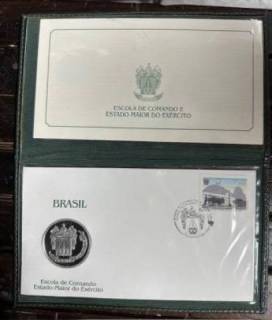 ESCOLA DE COMANDO E
ESTADO-MAIOR DO EXÉRCITO
BRASIL
Escola de Comando
Estado-Maior do Exército